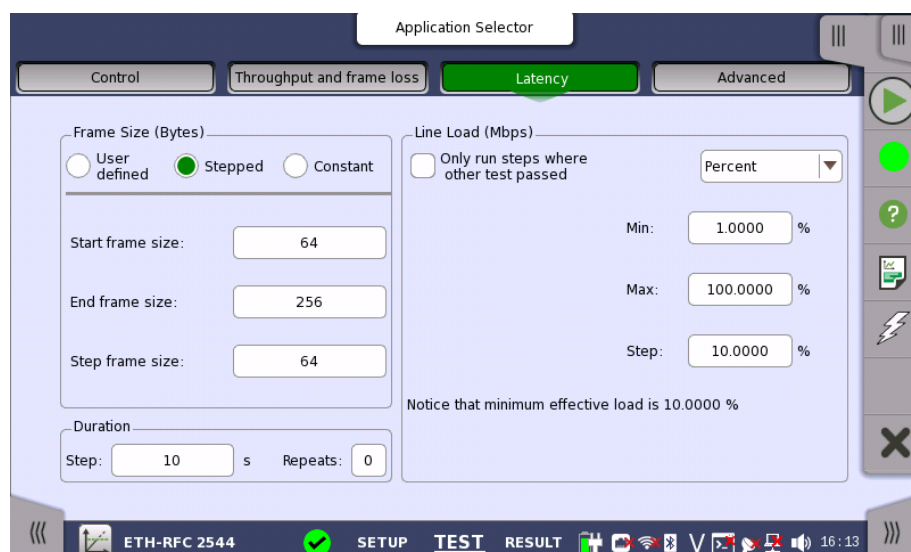 Application Selector
Control
Throughput and frame loss
Latency
Advanced
Frame Size (Bytes)
User defined
Stepped
Constant
Start frame size:
64
End frame size:
256
Step frame size:
64
Duration
Step:
10
s
Repeats:
0
Line Load (Mbps)
Only run steps where
other test passed
Percent
Min:
1.0000
%
Max:
100.0000
%
Step:
10.0000
%
Notice that minimum effective load is 10.0000 %
?
ETH-RFC 2544
SETUP
TEST
RESULT
V
16:13